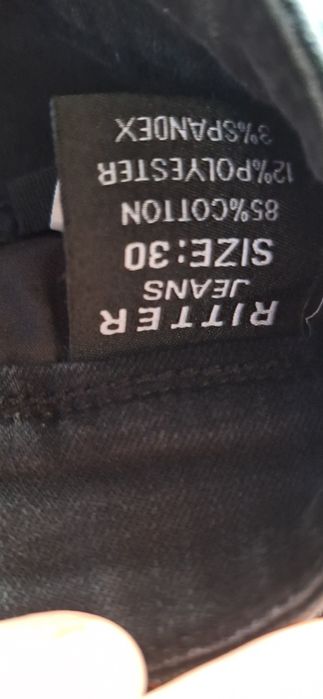 RITTER
JEANS
SIZE:30
85%COTTON
12%POLYESTER
3%SPANDEX